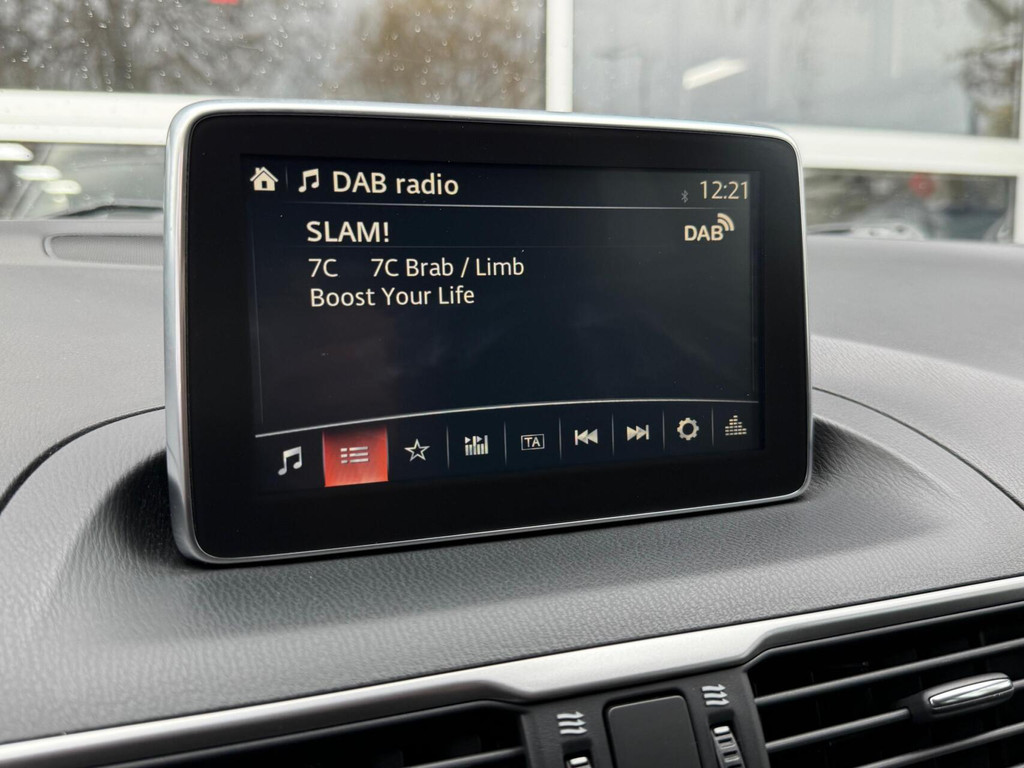 DAB radio 12:21
SLAM! DAB
7C 7C Brab / Limb
Boost Your Life
TA